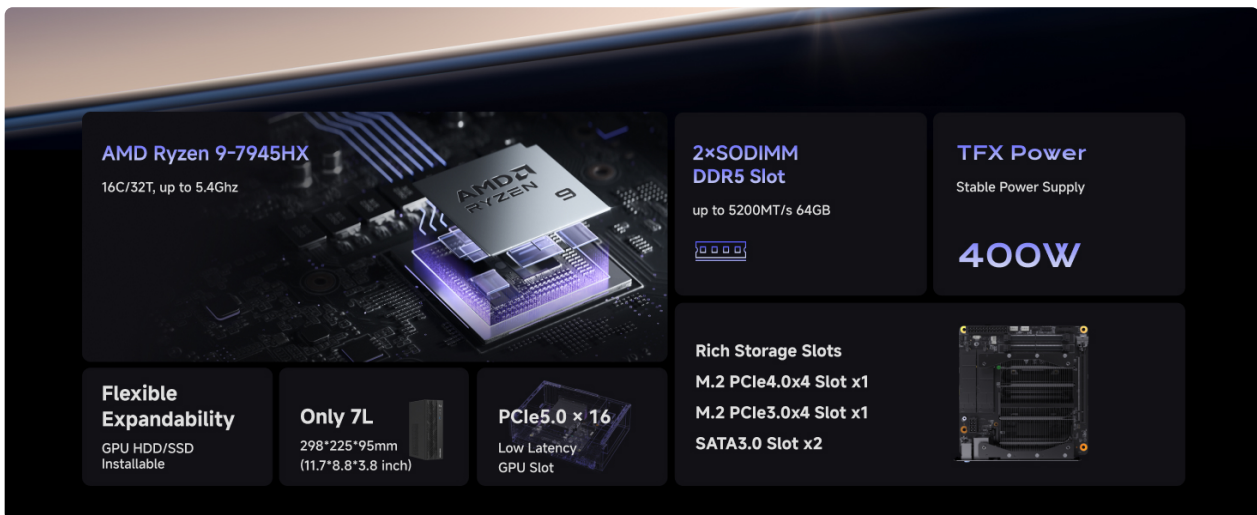 AMD Ryzen 9-7945HX
16C/32T, up to 5.4Ghz
AMD
RYZEN
9
2×SODIMM
DDR5 Slot
up to 5200MT/s 64GB
TFX Power
Stable Power Supply
400W
Flexible
Expandability
GPU HDD/SSD
Installable
Only 7L
298*225*95mm
(11.7*8.8*3.8 inch)
PCIe5.0 × 16
Low Latency
GPU Slot
Rich Storage Slots
M.2 PCIe4.0x4 Slot x1
M.2 PCIe3.0x4 Slot x1
SATA3.0 Slot x2